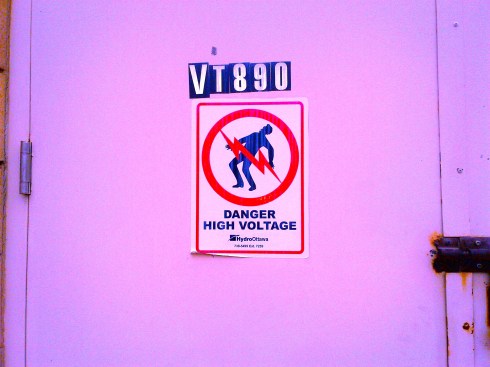 VT890
DANGER
HIGH VOLTAGE
HydroOttawa